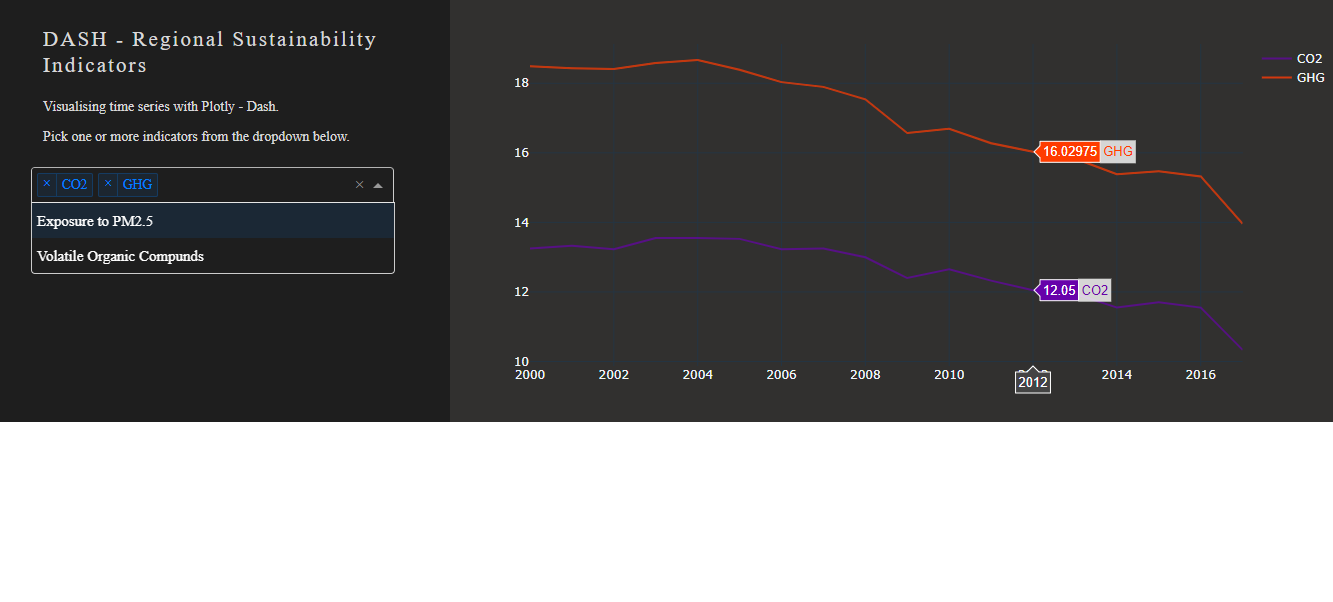 DASH - Regional Sustainability
Indicators
Visualising time series with Plotly - Dash.
Pick one or more indicators from the dropdown below.
× CO2 × GHG ×
Exposure to PM2.5
Volatile Organic Compunds
CO2
GHG
18
16
14
12
10
16.02975 GHG
12.05 CO2
2000 2002 2004 2006 2008 2010 2012 2014 2016